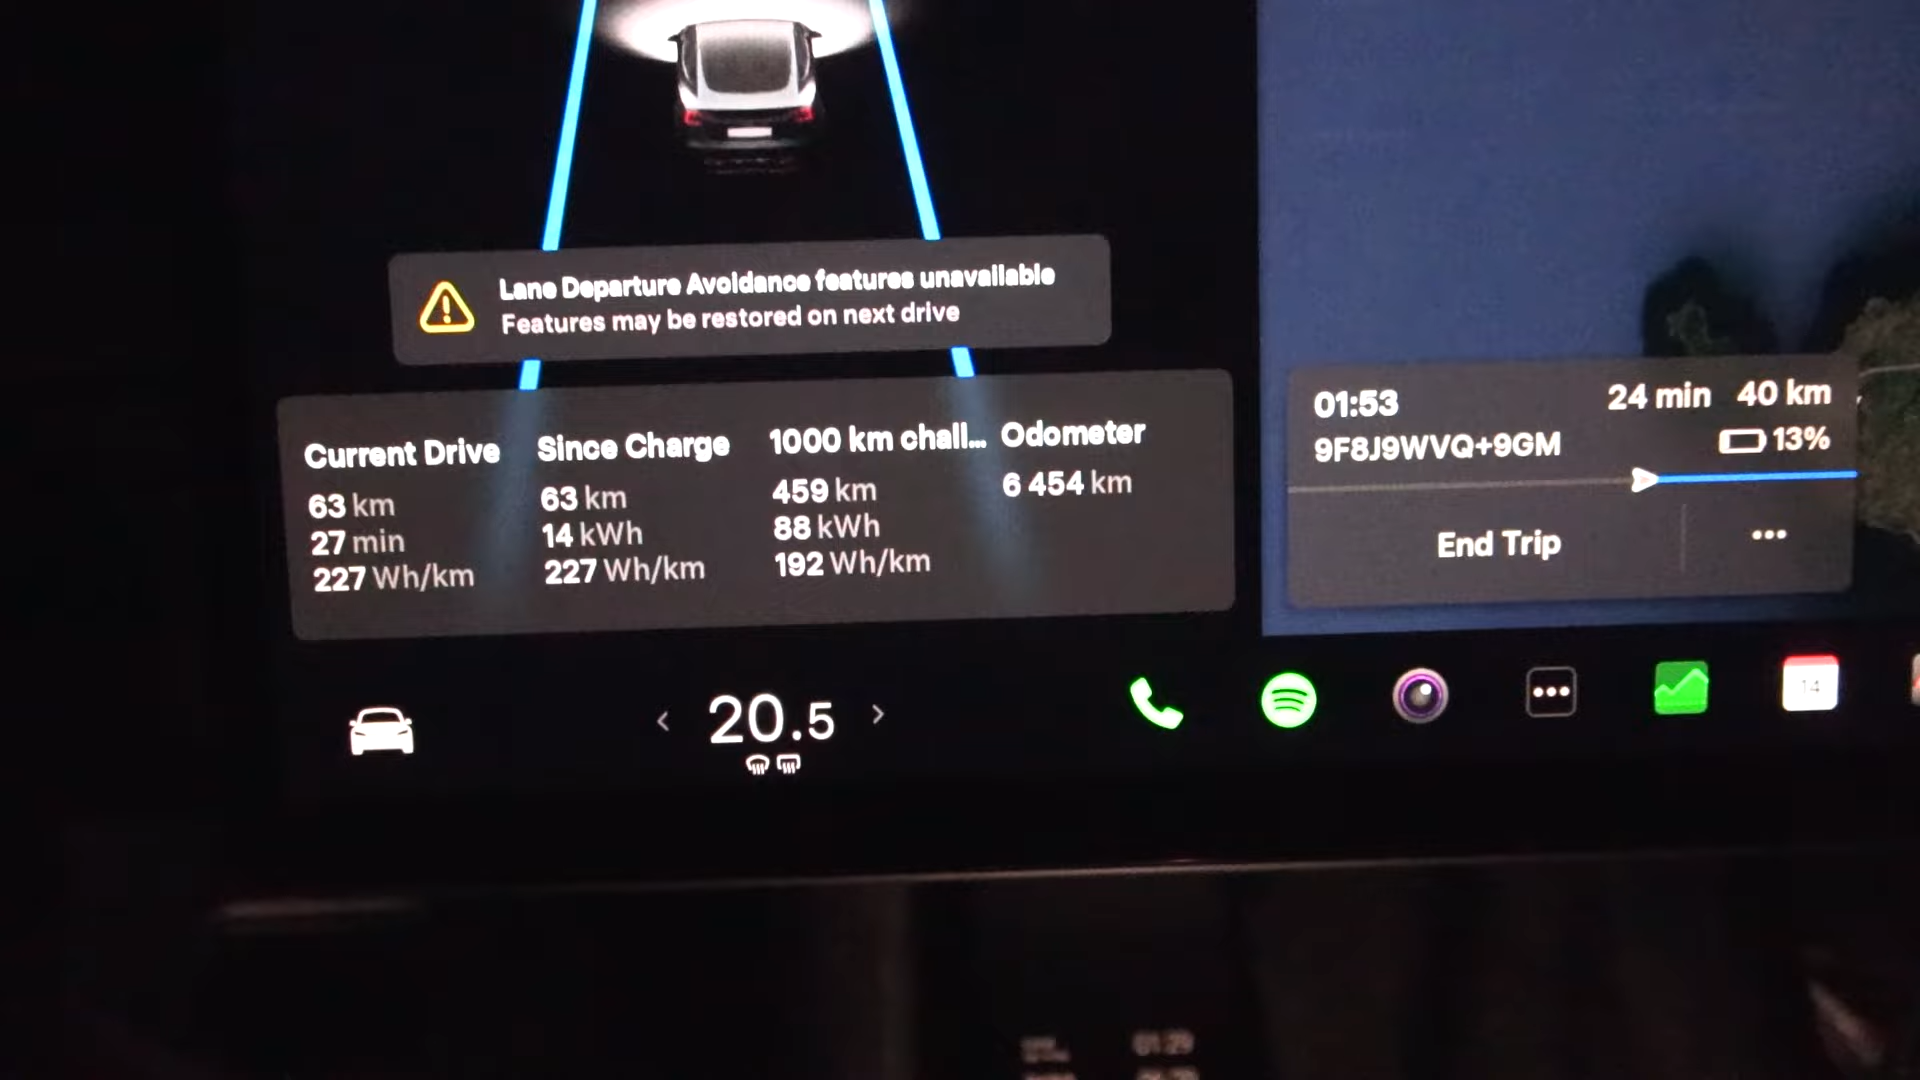 Lane Departure Avoidance features unavailable
Features may be restored on next drive
Current Drive
63 km
27 min
227 Wh/km
Since Charge
63 km
14 kWh
227 Wh/km
1000 km chall...
459 km
88 kWh
192 Wh/km
Odometer
6 454 km
01:53
24 min 40 km
9F8J9WVQ+9GM
13%
End Trip
20.5
14
01:29